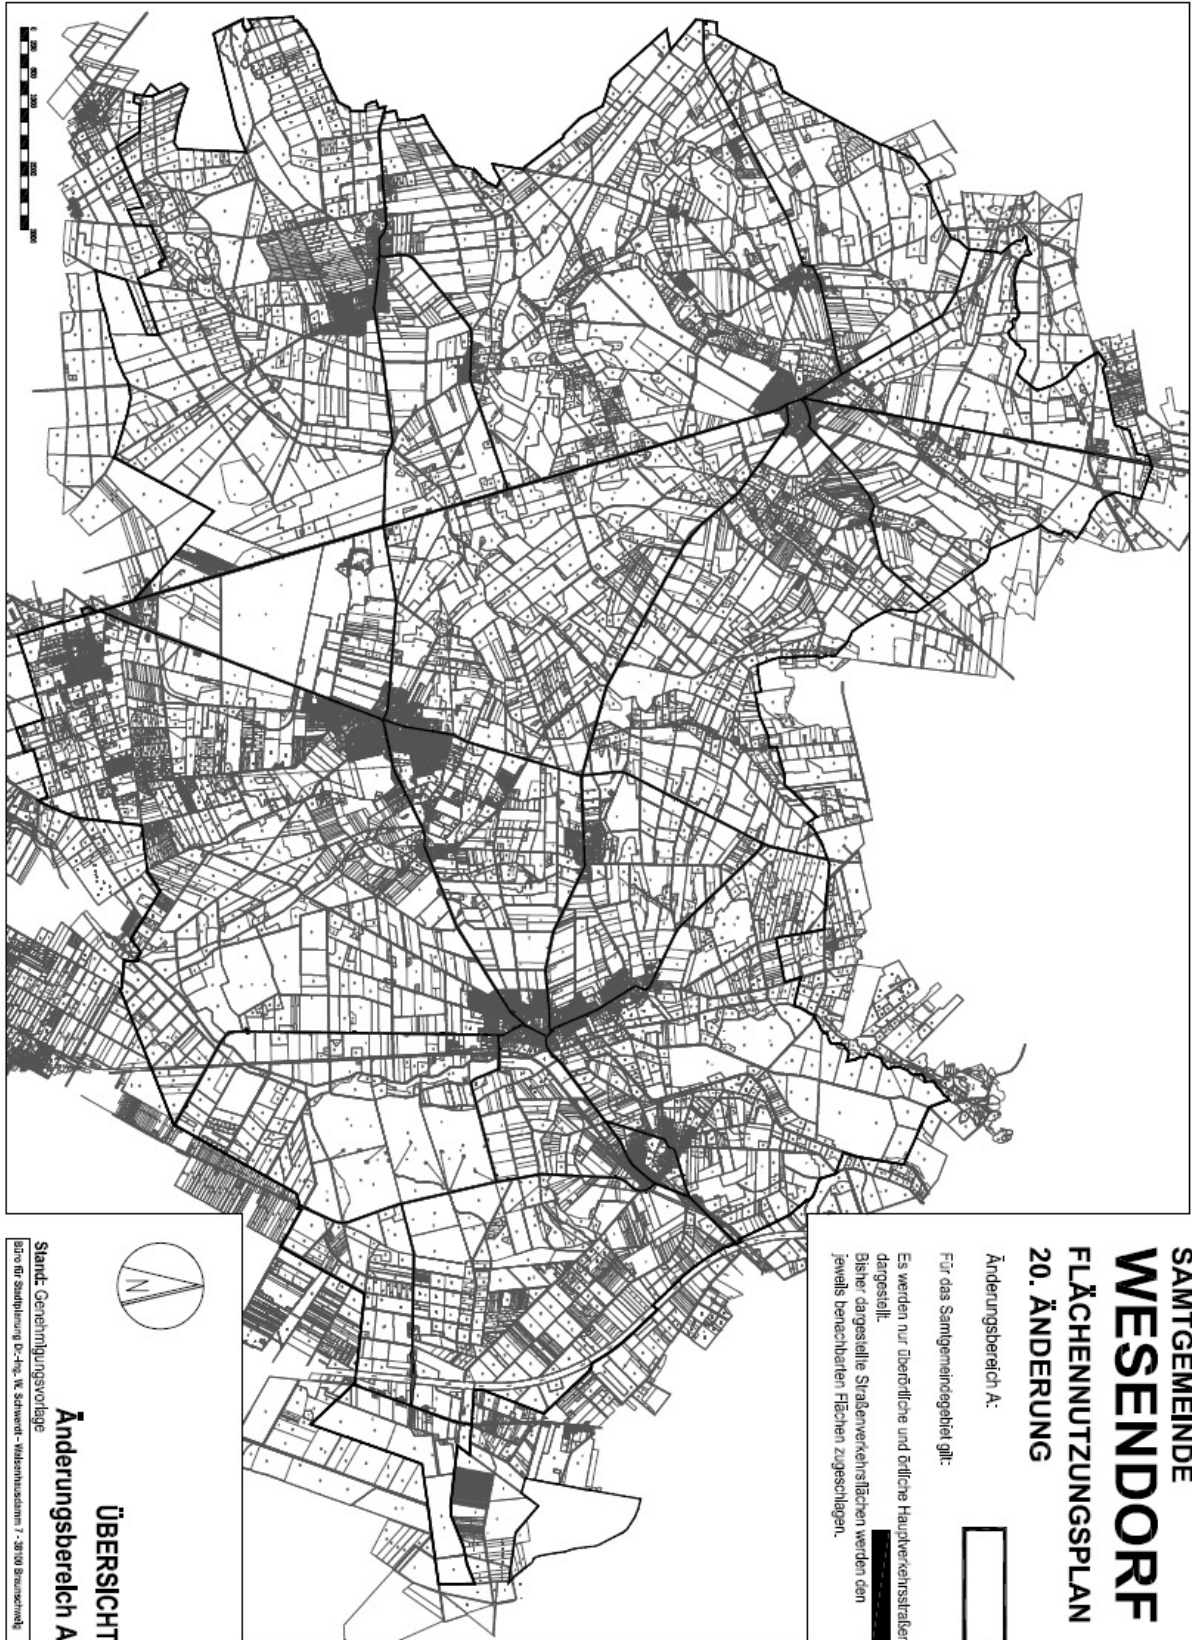 SAMTGEMEINDE
WESENDORF
FLÄCHENNUTZUNGSPLAN
20. ÄNDERUNG
Änderungsbereich A:
Für das Samtgemeindegebiet gilt:
Es werden nur überörtliche und örtliche Hauptverkehrsstraßen
dargestellt.
Bisher dargestellte Straßenverkehrsflächen werden den
jeweils benachbarten Flächen zugeschlagen.
N
ÜBERSICHT
Änderungsbereich A
Stand: Genehmigungsvorlage
Büro für Stadtplanung Dr.-Ing. W. Schwerdt - Waisenhausdamm 7 - 38100 Braunschweig